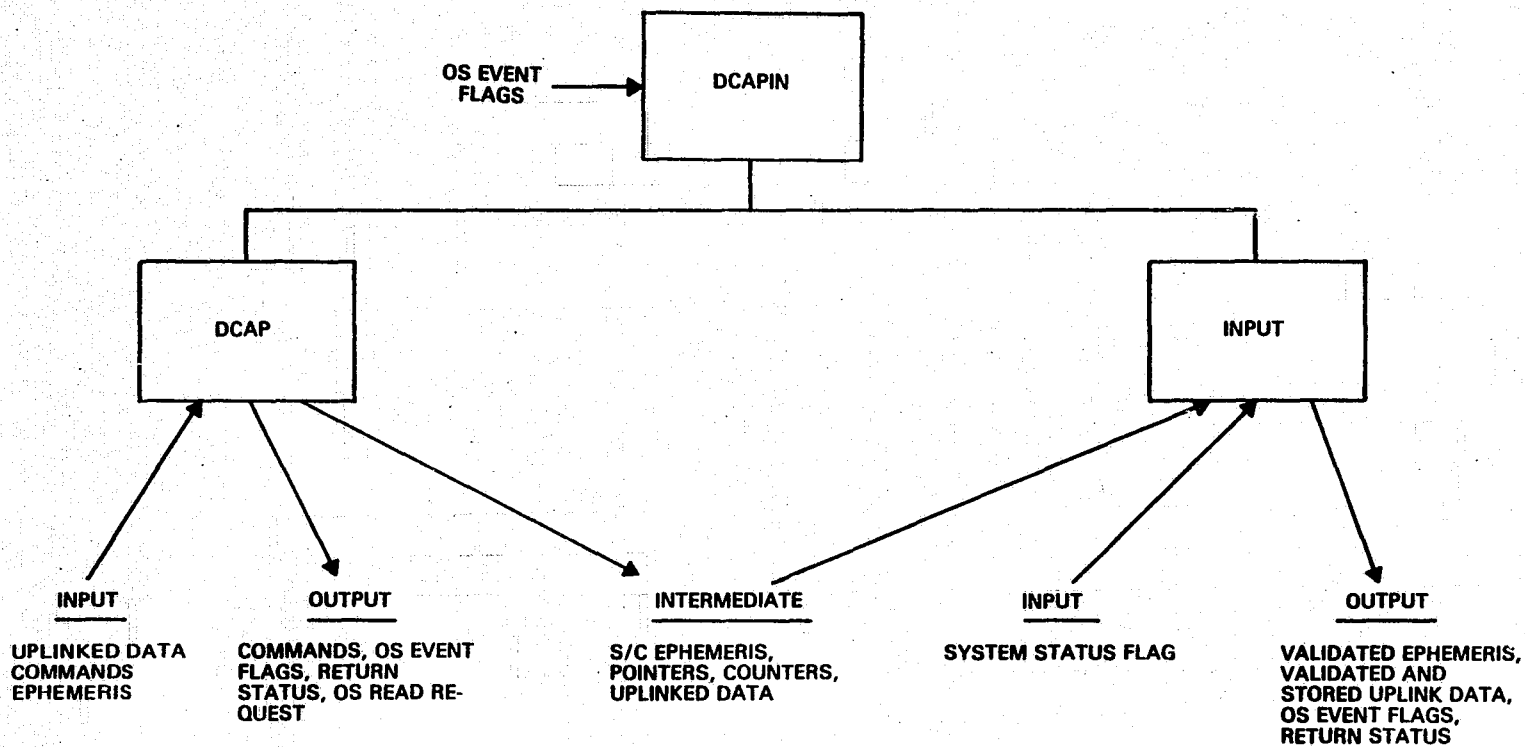 OS EVENT
FLAGS
DCAPIN
DCAP
INPUT
INPUT
UPLINKED DATA
COMMANDS
EPHEMERIS
OUTPUT
COMMANDS, OS EVENT
FLAGS, RETURN
STATUS, OS READ RE-
QUEST
INTERMEDIATE
S/C EPHEMERIS,
POINTERS, COUNTERS,
UPLINKED DATA
INPUT
SYSTEM STATUS FLAG
OUTPUT
VALIDATED EPHEMERIS,
VALIDATED AND
STORED UPLINK DATA,
OS EVENT FLAGS,
RETURN STATUS